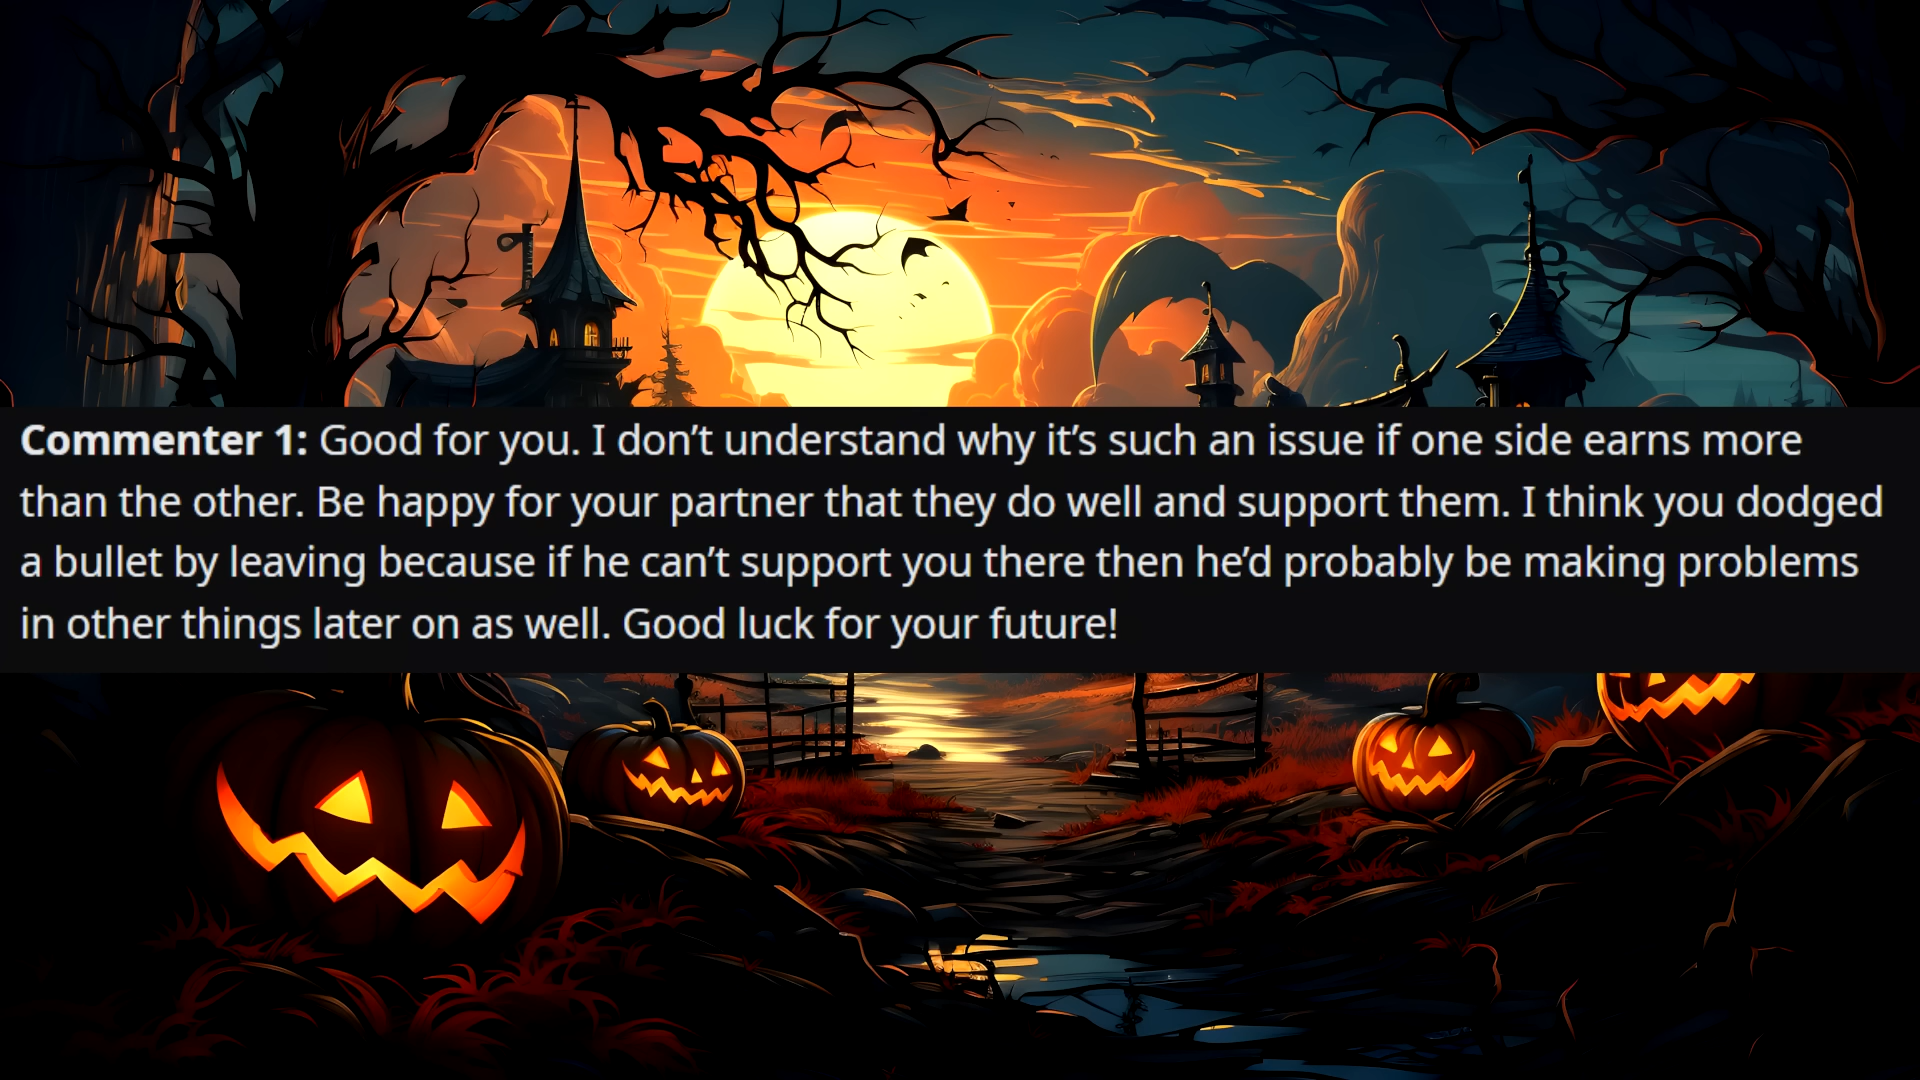 Commenter 1: Good for you. I don’t understand why it’s such an issue if one side earns more
than the other. Be happy for your partner that they do well and support them. I think you dodged
a bullet by leaving because if he can’t support you there then he’d probably be making problems
in other things later on as well. Good luck for your future!